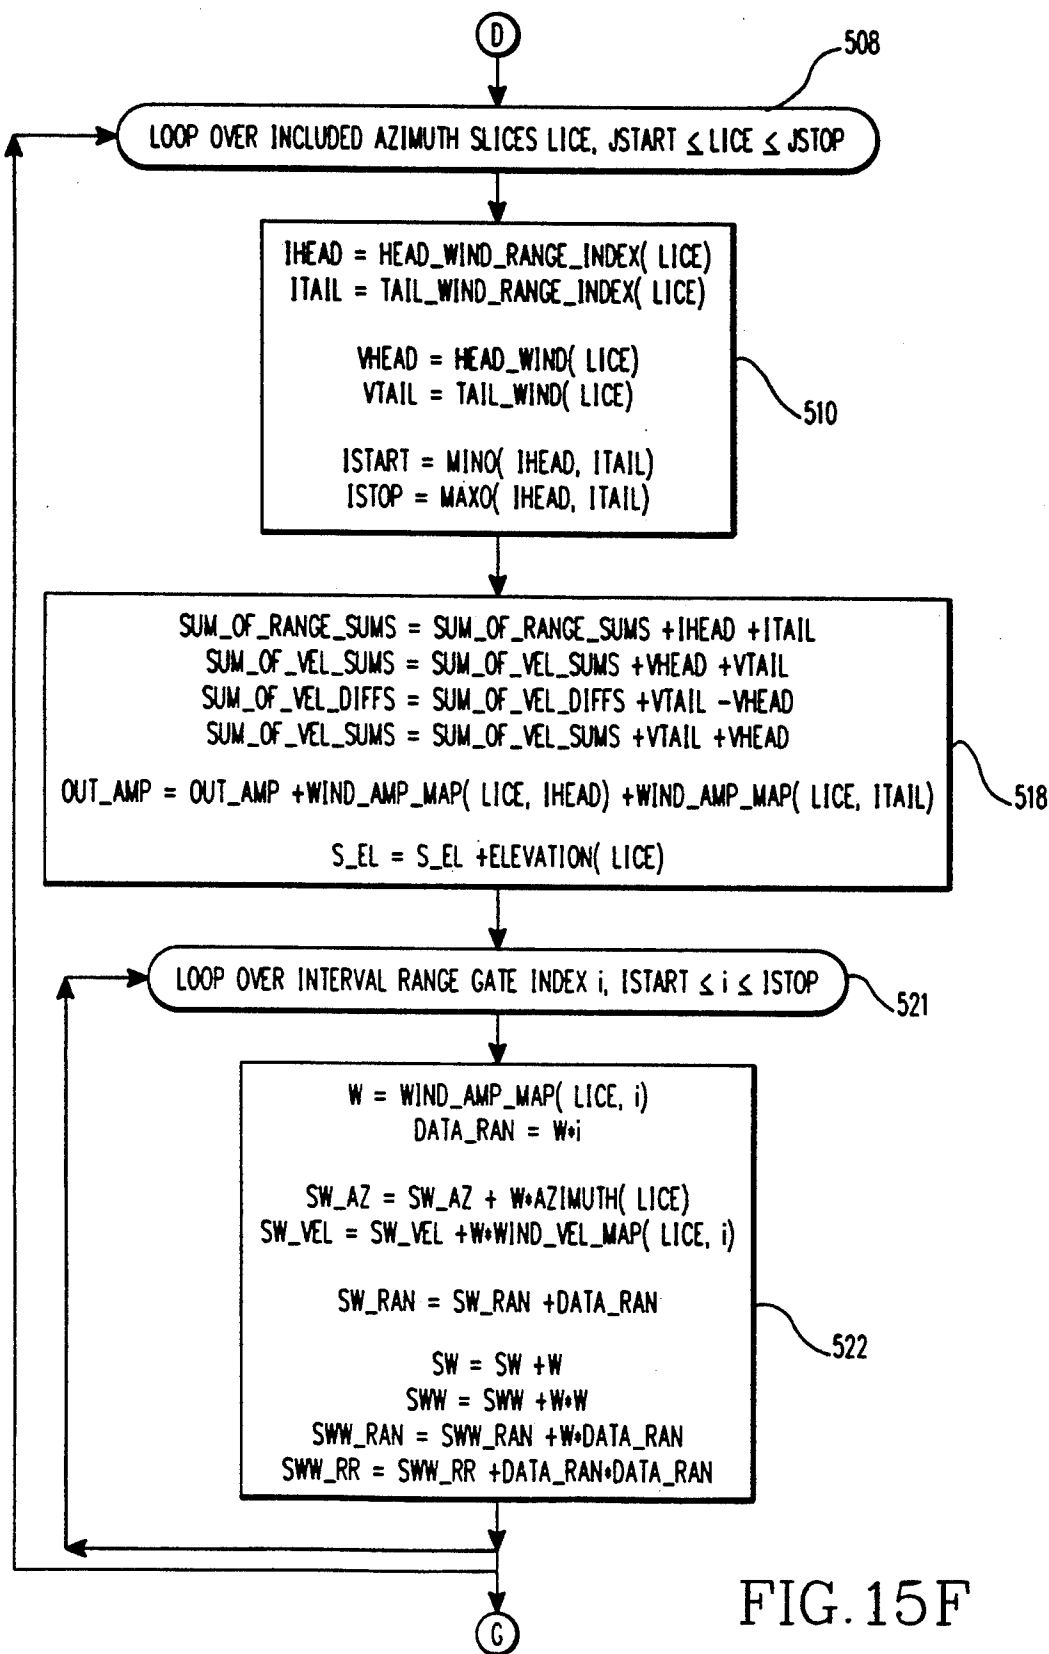 D
508
LOOP OVER INCLUDED AZIMUTH SLICES LICE, JSTART ≤ LICE ≤ JSTOP
IHEAD = HEAD_WIND_RANGE_INDEX( LICE)
ITAIL = TAIL_WIND_RANGE_INDEX( LICE)
VHEAD = HEAD_WIND( LICE)
VTAIL = TAIL_WIND( LICE)
510
ISTART = MINO( IHEAD, ITAIL)
ISTOP = MAXO( IHEAD, ITAIL)
SUM_OF_RANGE_SUMS = SUM_OF_RANGE_SUMS +IHEAD +ITAIL
SUM_OF_VEL_SUMS = SUM_OF_VEL_SUMS +VHEAD +VTAIL
SUM_OF_VEL_DIFFS = SUM_OF_VEL_DIFFS +VTAIL -VHEAD
SUM_OF_VEL_SUMS = SUM_OF_VEL_SUMS +VTAIL +VHEAD
OUT_AMP = OUT_AMP +WIND_AMP_MAP( LICE, IHEAD) +WIND_AMP_MAP( LICE, ITAIL)
518
S_EL = S_EL +ELEVATION( LICE)
LOOP OVER INTERVAL RANGE GATE INDEX i, ISTART ≤ i ≤ ISTOP
521
W = WIND_AMP_MAP( LICE, i)
DATA_RAN = W*i
SW_AZ = SW_AZ + W*AZIMUTH( LICE)
SW_VEL = SW_VEL +W*WIND_VEL_MAP( LICE, i)
SW_RAN = SW_RAN +DATA_RAN
522
SW = SW +W
SWW = SWW +W*W
SWW_RAN = SWW_RAN +W*DATA_RAN
SWW_RR = SWW_RR +DATA_RAN*DATA_RAN
G
FIG. 15F